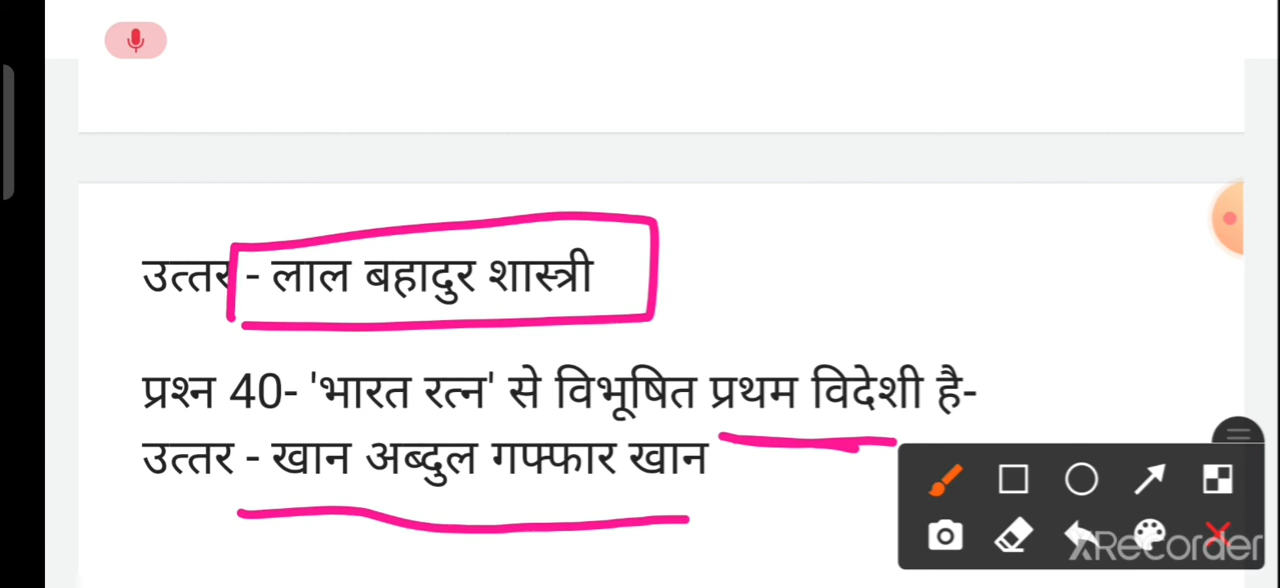 उत्तर - लाल बहादुर शास्त्री
प्रश्न 40- 'भारत रत्न' से विभूषित प्रथम विदेशी है-
उत्तर - खान अब्दुल गफ्फार खान
XRecorder